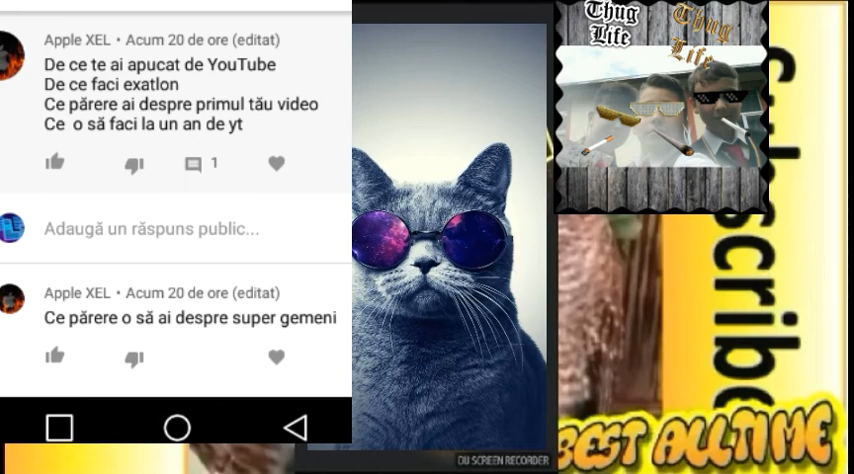 Apple XEL • Acum 20 de ore (editat)
De ce te ai apucat de YouTube
De ce faci exatlon
Ce părere ai despre primul tău video
Ce o să faci la un an de yt
1
Adaugă un răspuns public...
Apple XEL • Acum 20 de ore (editat)
Ce părere o să ai despre super gemeni
DU SCREEN RECORDER
Thug
Life
Thug
Life
Subscribe
BEST ALLTIME